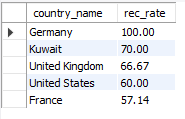 country_name rec_rate
Germany 100.00
Kuwait 70.00
United Kingdom 66.67
United States 60.00
France 57.14